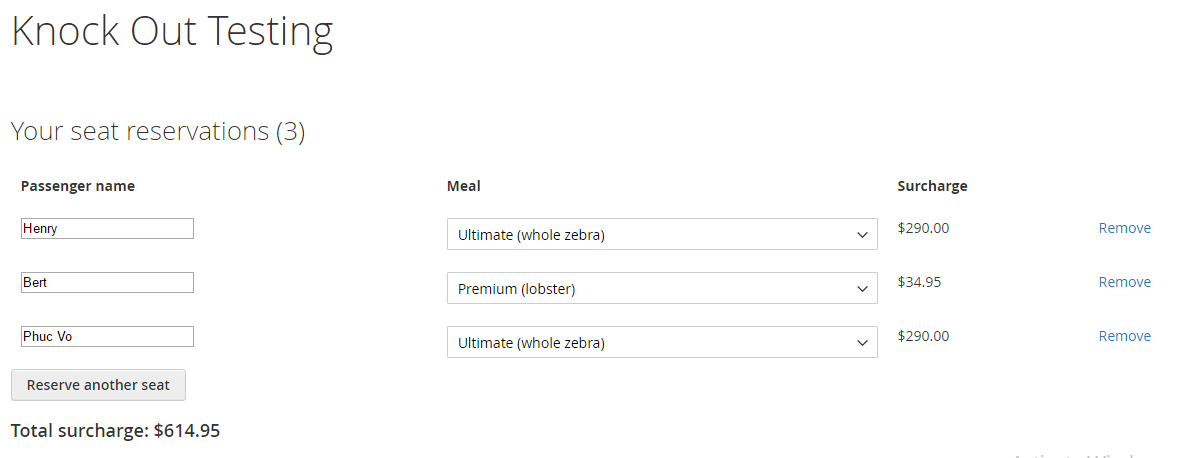 Knock Out Testing
Your seat reservations (3)
Passenger name Meal Surcharge
Henry Ultimate (whole zebra) $290.00 Remove
Bert Premium (lobster) $34.95 Remove
Phuc Vo Ultimate (whole zebra) $290.00 Remove
Reserve another seat
Total surcharge: $614.95